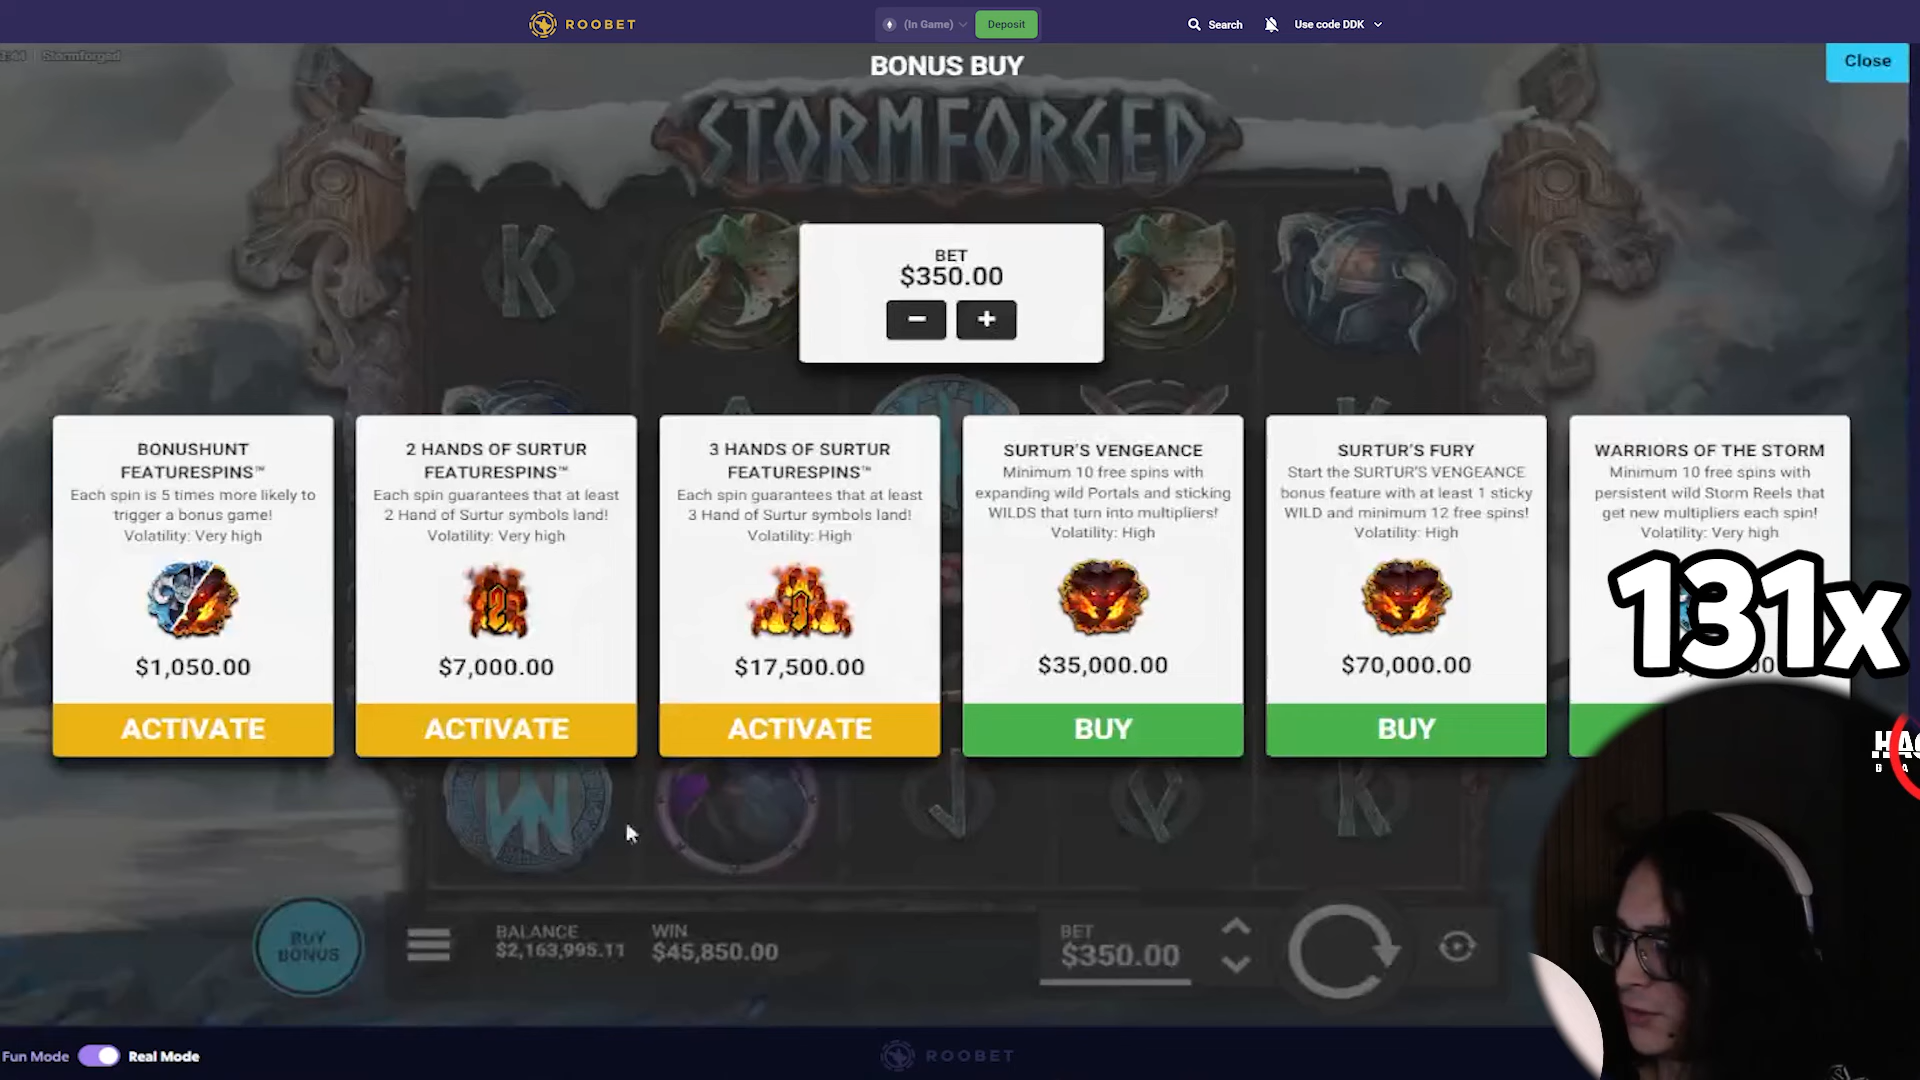 ROOBET
(In Game)
Deposit
Search
Use code DDK
Stormforged
BONUS BUY
Close
STORMFORGED
BET
$350.00
−
+
BONUSHUNT
FEATURESPINS™
Each spin is 5 times more likely to
trigger a bonus game!
Volatility: Very high
$1,050.00
ACTIVATE
2 HANDS OF SURTUR
FEATURESPINS™
Each spin guarantees that at least
2 Hand of Surtur symbols land!
Volatility: Very high
2
$7,000.00
ACTIVATE
3 HANDS OF SURTUR
FEATURESPINS™
Each spin guarantees that at least
3 Hand of Surtur symbols land!
Volatility: High
3
$17,500.00
ACTIVATE
SURTUR'S VENGEANCE
Minimum 10 free spins with
expanding wild Portals and sticking
WILDS that turn into multipliers!
Volatility: High
$35,000.00
BUY
SURTUR'S FURY
Start the SURTUR'S VENGEANCE
bonus feature with at least 1 sticky
WILD and minimum 12 free spins!
Volatility: High
$70,000.00
BUY
WARRIORS OF THE STORM
Minimum 10 free spins with
persistent wild Storm Reels that
get new multipliers each spin!
Volatility: Very high
131x
K
J
K
BUY
BONUS
BALANCE
$2,163,995.11
WIN
$45,850.00
BET
$350.00
Fun Mode
Real Mode
ROOBET